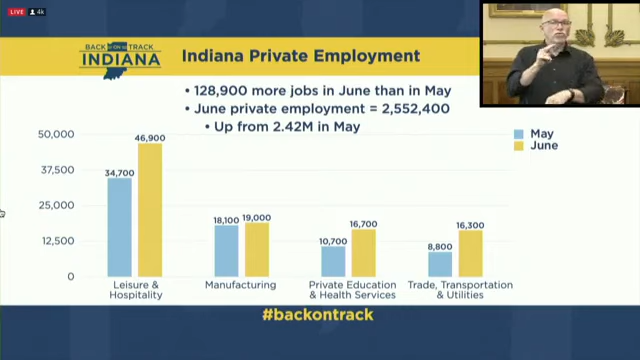 LIVE 4k
BACK ON TRACK
INDIANA
Indiana Private Employment
• 128,900 more jobs in June than in May
• June private employment = 2,552,400
• Up from 2.42M in May
May
June
50,000
37,500
25,000
12,500
0
34,700
46,900
18,100
19,000
10,700
16,700
8,800
16,300
Leisure &
Hospitality
Manufacturing
Private Education
& Health Services
Trade, Transportation
& Utilities
#backontrack